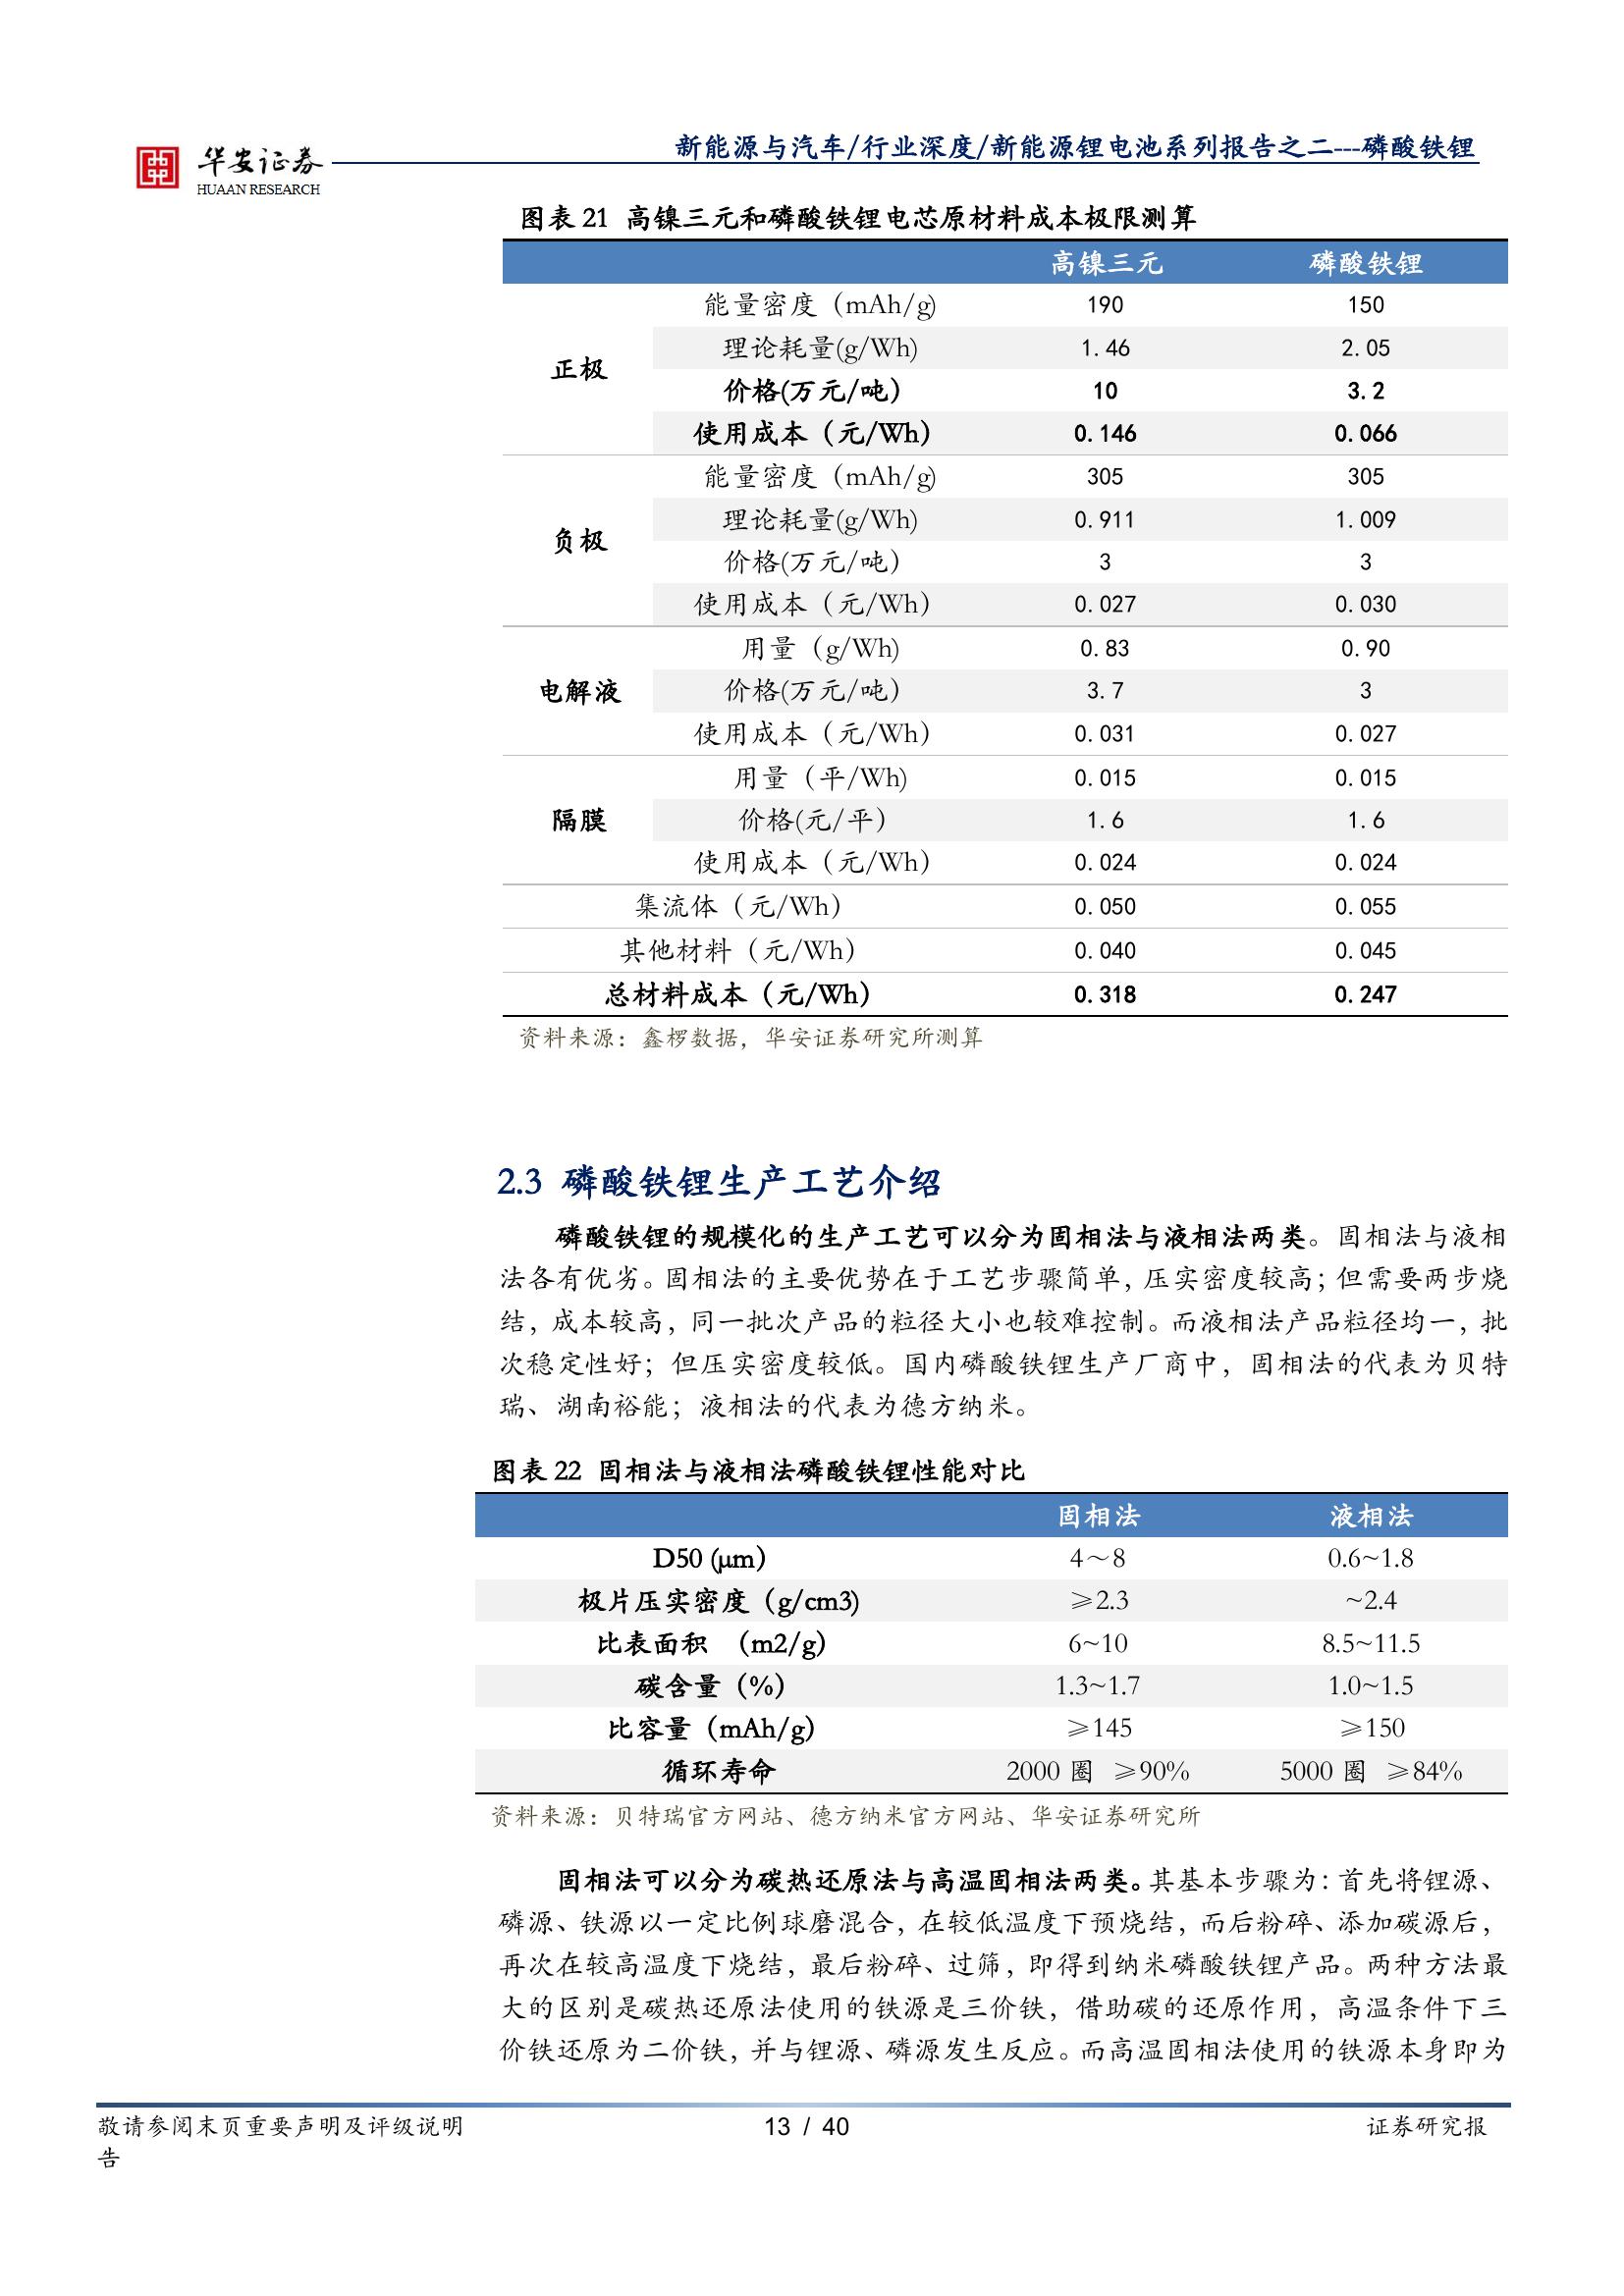 华安证券
HUAAN RESEARCH
新能源与汽车/行业深度/新能源锂电池系列报告之二---磷酸铁锂
图表 21 高镍三元和磷酸铁锂电芯原材料成本极限测算
高镍三元 磷酸铁锂
正极
能量密度（mAh/g) 190 150
理论耗量(g/Wh) 1.46 2.05
价格(万元/吨） 10 3.2
使用成本（元/Wh） 0.146 0.066
负极
能量密度（mAh/g) 305 305
理论耗量(g/Wh) 0.911 1.009
价格(万元/吨） 3 3
使用成本（元/Wh） 0.027 0.030
电解液
用量（g/Wh) 0.83 0.90
价格(万元/吨） 3.7 3
使用成本（元/Wh） 0.031 0.027
隔膜
用量（平/Wh) 0.015 0.015
价格(元/平） 1.6 1.6
使用成本（元/Wh） 0.024 0.024
集流体（元/Wh） 0.050 0.055
其他材料（元/Wh） 0.040 0.045
总材料成本（元/Wh） 0.318 0.247
资料来源：鑫椤数据，华安证券研究所测算
2.3 磷酸铁锂生产工艺介绍
磷酸铁锂的规模化的生产工艺可以分为固相法与液相法两类。固相法与液相
法各有优劣。固相法的主要优势在于工艺步骤简单，压实密度较高；但需要两步烧
结，成本较高，同一批次产品的粒径大小也较难控制。而液相法产品粒径均一，批
次稳定性好；但压实密度较低。国内磷酸铁锂生产厂商中，固相法的代表为贝特
瑞、湖南裕能；液相法的代表为德方纳米。
图表 22 固相法与液相法磷酸铁锂性能对比
固相法 液相法
D50 (μm） 4～8 0.6~1.8
极片压实密度（g/cm3) ≥2.3 ~2.4
比表面积 （m2/g） 6~10 8.5~11.5
碳含量（%） 1.3~1.7 1.0~1.5
比容量（mAh/g） ≥145 ≥150
循环寿命 2000 圈 ≥90% 5000 圈 ≥84%
资料来源：贝特瑞官方网站、德方纳米官方网站、华安证券研究所
固相法可以分为碳热还原法与高温固相法两类。其基本步骤为：首先将锂源、
磷源、铁源以一定比例球磨混合，在较低温度下预烧结，而后粉碎、添加碳源后，
再次在较高温度下烧结，最后粉碎、过筛，即得到纳米磷酸铁锂产品。两种方法最
大的区别是碳热还原法使用的铁源是三价铁，借助碳的还原作用，高温条件下三
价铁还原为二价铁，并与锂源、磷源发生反应。而高温固相法使用的铁源本身即为
敬请参阅末页重要声明及评级说明 13 / 40 证券研究报
告